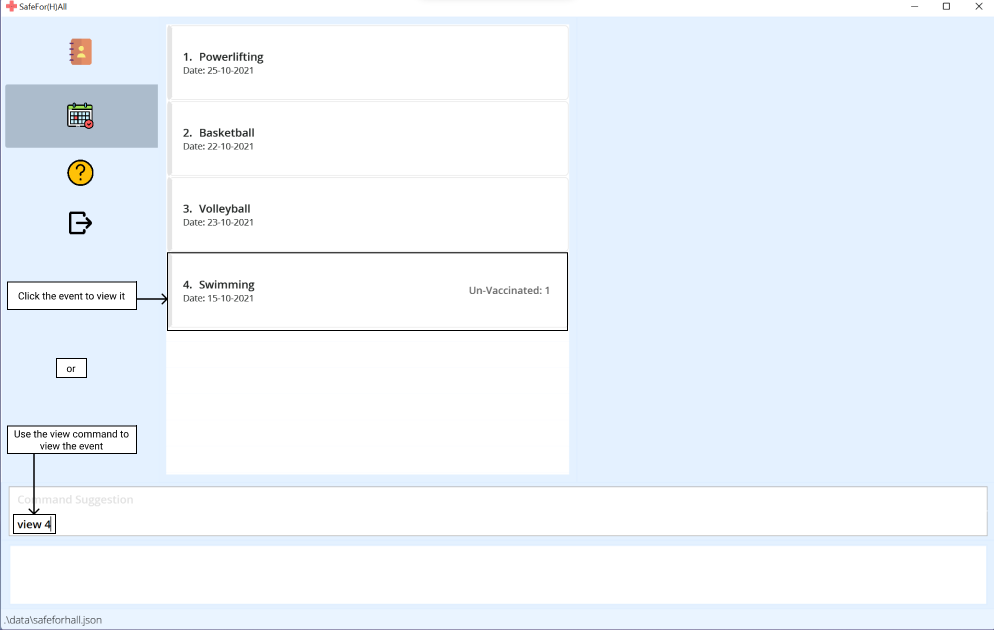 SafeFor(H)All
1. Powerlifting
Date: 25-10-2021
2. Basketball
Date: 22-10-2021
3. Volleyball
Date: 23-10-2021
4. Swimming
Date: 15-10-2021
Un-Vaccinated: 1
Click the event to view it
or
Use the view command to
view the event
Command Suggestion
view 4
.\data\safeforhall.json